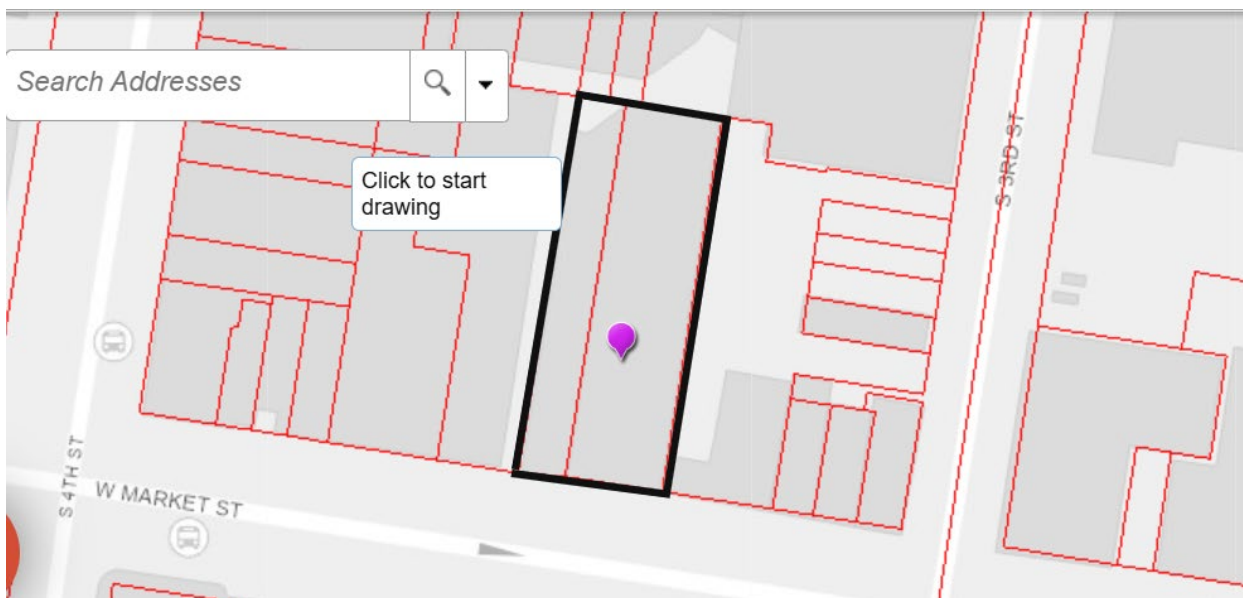 Search Addresses
Click to start
drawing
S 3RD ST
S 4TH ST
W MARKET ST